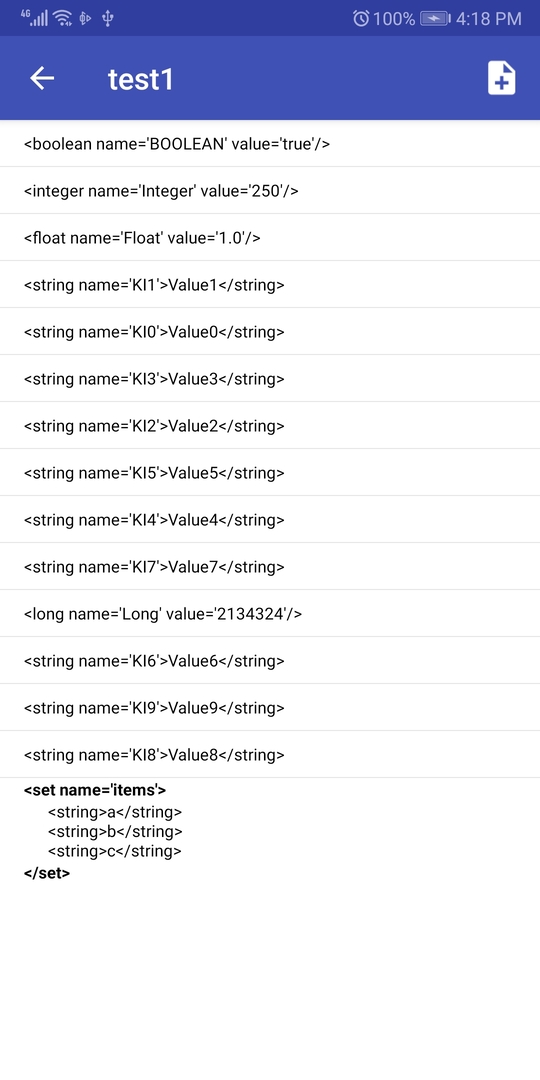 4G 100% 4:18 PM
test1
<boolean name='BOOLEAN' value='true'/>
<integer name='Integer' value='250'/>
<float name='Float' value='1.0'/>
<string name='KI1'>Value1</string>
<string name='KI0'>Value0</string>
<string name='KI3'>Value3</string>
<string name='KI2'>Value2</string>
<string name='KI5'>Value5</string>
<string name='KI4'>Value4</string>
<string name='KI7'>Value7</string>
<long name='Long' value='2134324'/>
<string name='KI6'>Value6</string>
<string name='KI9'>Value9</string>
<string name='KI8'>Value8</string>
<set name='items'>
<string>a</string>
<string>b</string>
<string>c</string>
</set>